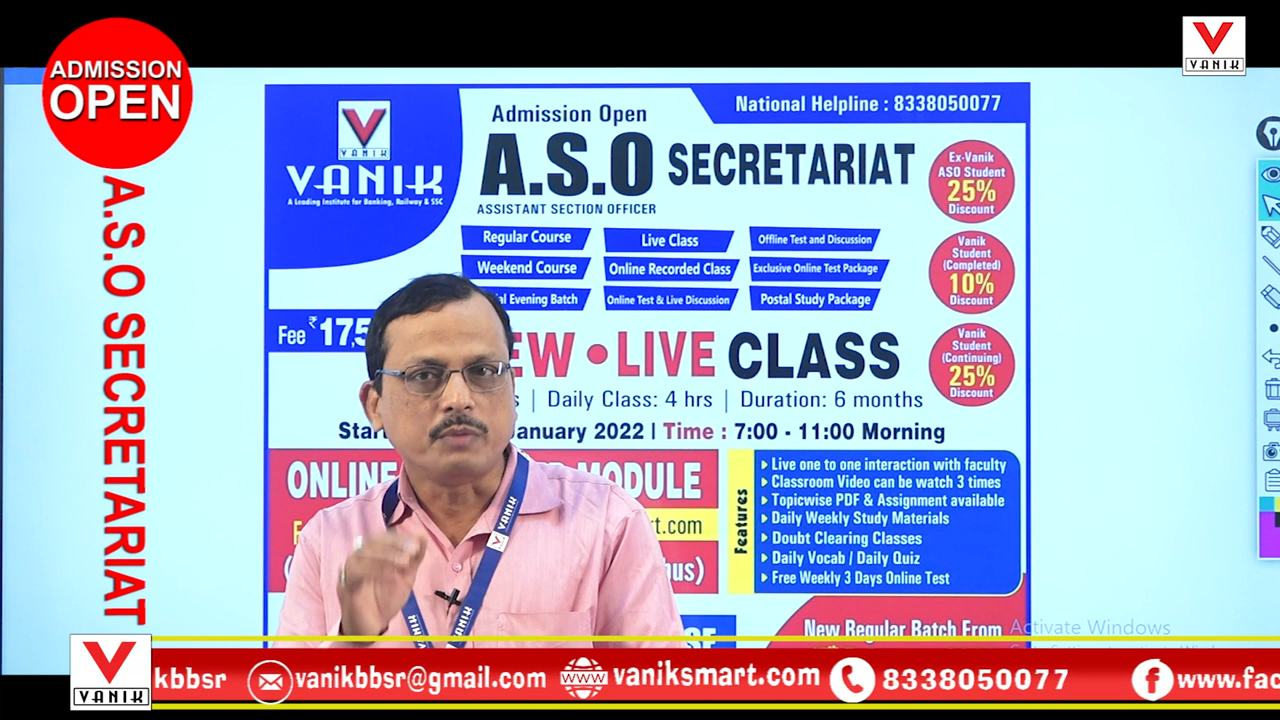 ADMISSION
OPEN
A.S.O SECRETARIAT
V
VANIK
V
VANIK
VANIK
A Leading Institute for Banking, Railway & SSC
National Helpline : 8338050077
Admission Open
A.S.O SECRETARIAT
ASSISTANT SECTION OFFICER
Ex-Vanik
ASO Student
25%
Discount
Regular Course
Live Class
Offline Test and Discussion
Weekend Course
Online Recorded Class
Exclusive Online Test Package
Evening Batch
Online Test & Live Discussion
Postal Study Package
Vanik
Student
(Completed)
10%
Discount
Fee ₹17,5
LIVE CLASS
Vanik
Student
(Continuing)
25%
Discount
| Daily Class: 4 hrs | Duration: 6 months
2022 | Time : 7:00 - 11:00 Morning
ONLINE MODULE
rt.com
Features
Live one to one interaction with faculty
Classroom Video can be watch 3 times
Topicwise PDF & Assignment available
Daily Weekly Study Materials
Doubt Clearing Classes
Daily Vocab / Daily Quiz
Free Weekly 3 Days Online Test
VANIK
VANIK
New Regular Batch From
Activate Windows
V
VANIK
kbbsr
vanikbbsr@gmail.com
www
vaniksmart.com
8338050077
f
www.fac